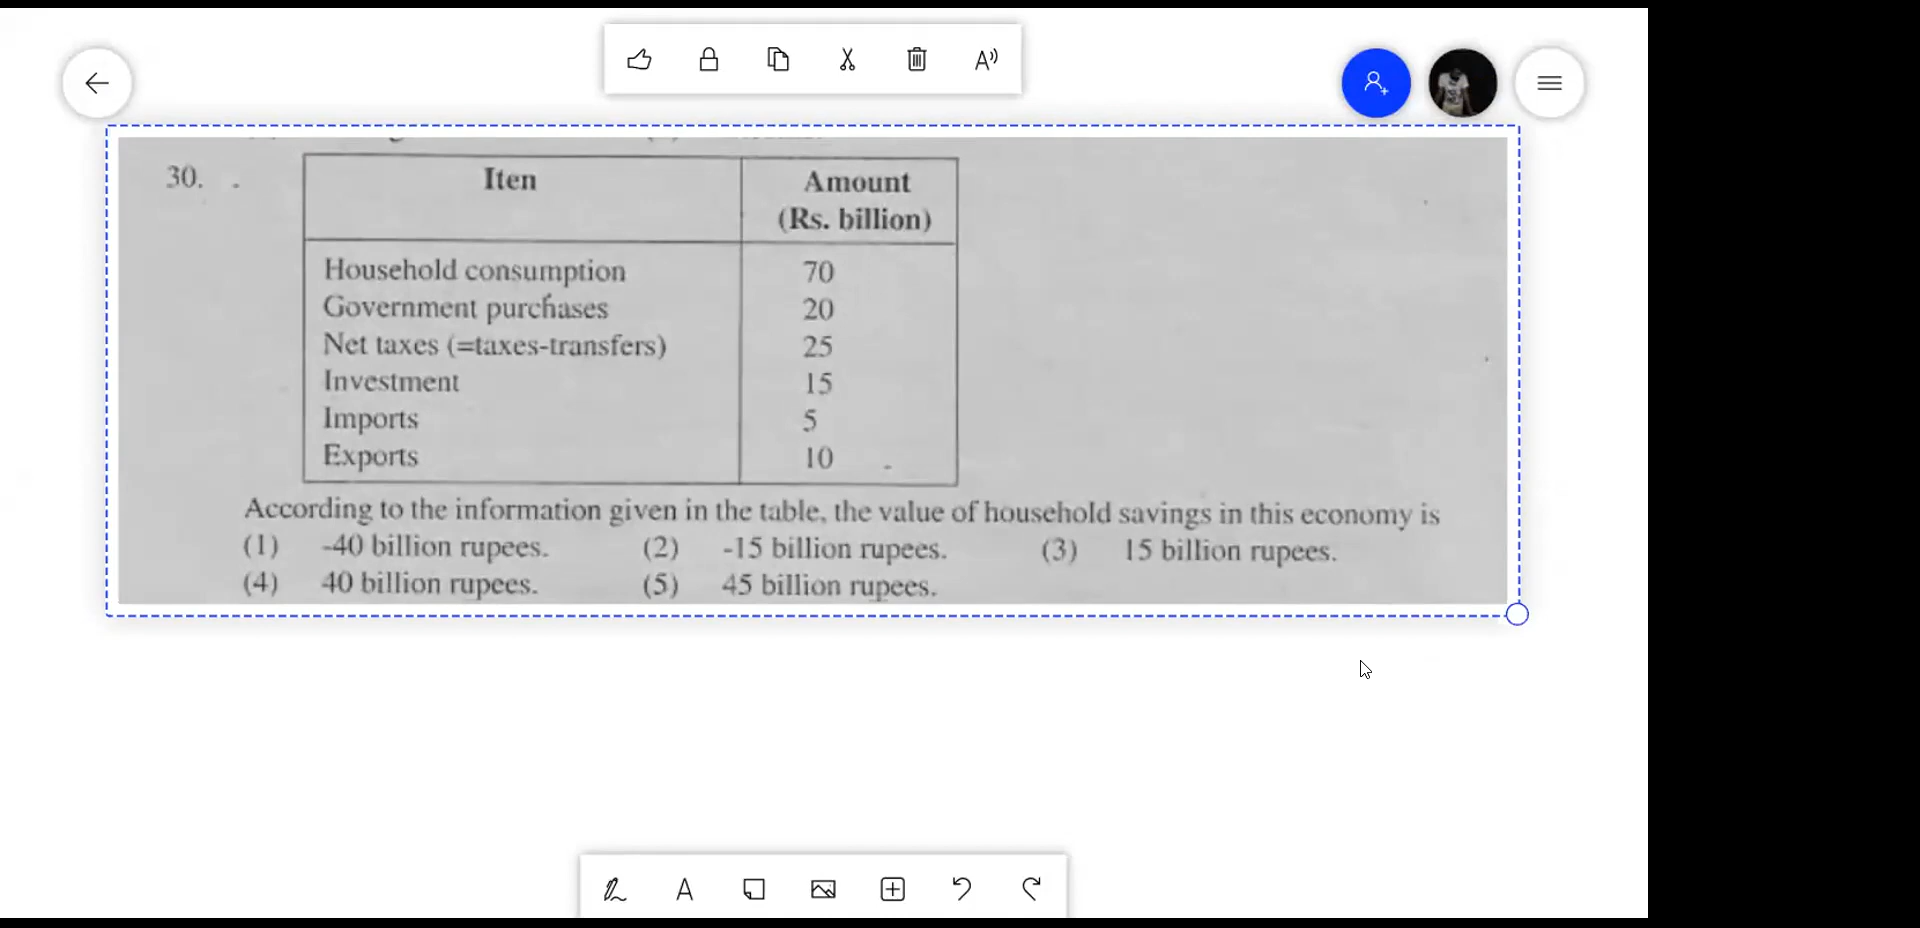 30.
Iten Amount
(Rs. billion)
Household consumption 70
Government purchases 20
Net taxes (=taxes-transfers) 25
Investment 15
Imports 5
Exports 10
According to the information given in the table, the value of household savings in this economy is
(1) -40 billion rupees. (2) -15 billion rupees. (3) 15 billion rupees.
(4) 40 billion rupees. (5) 45 billion rupees.